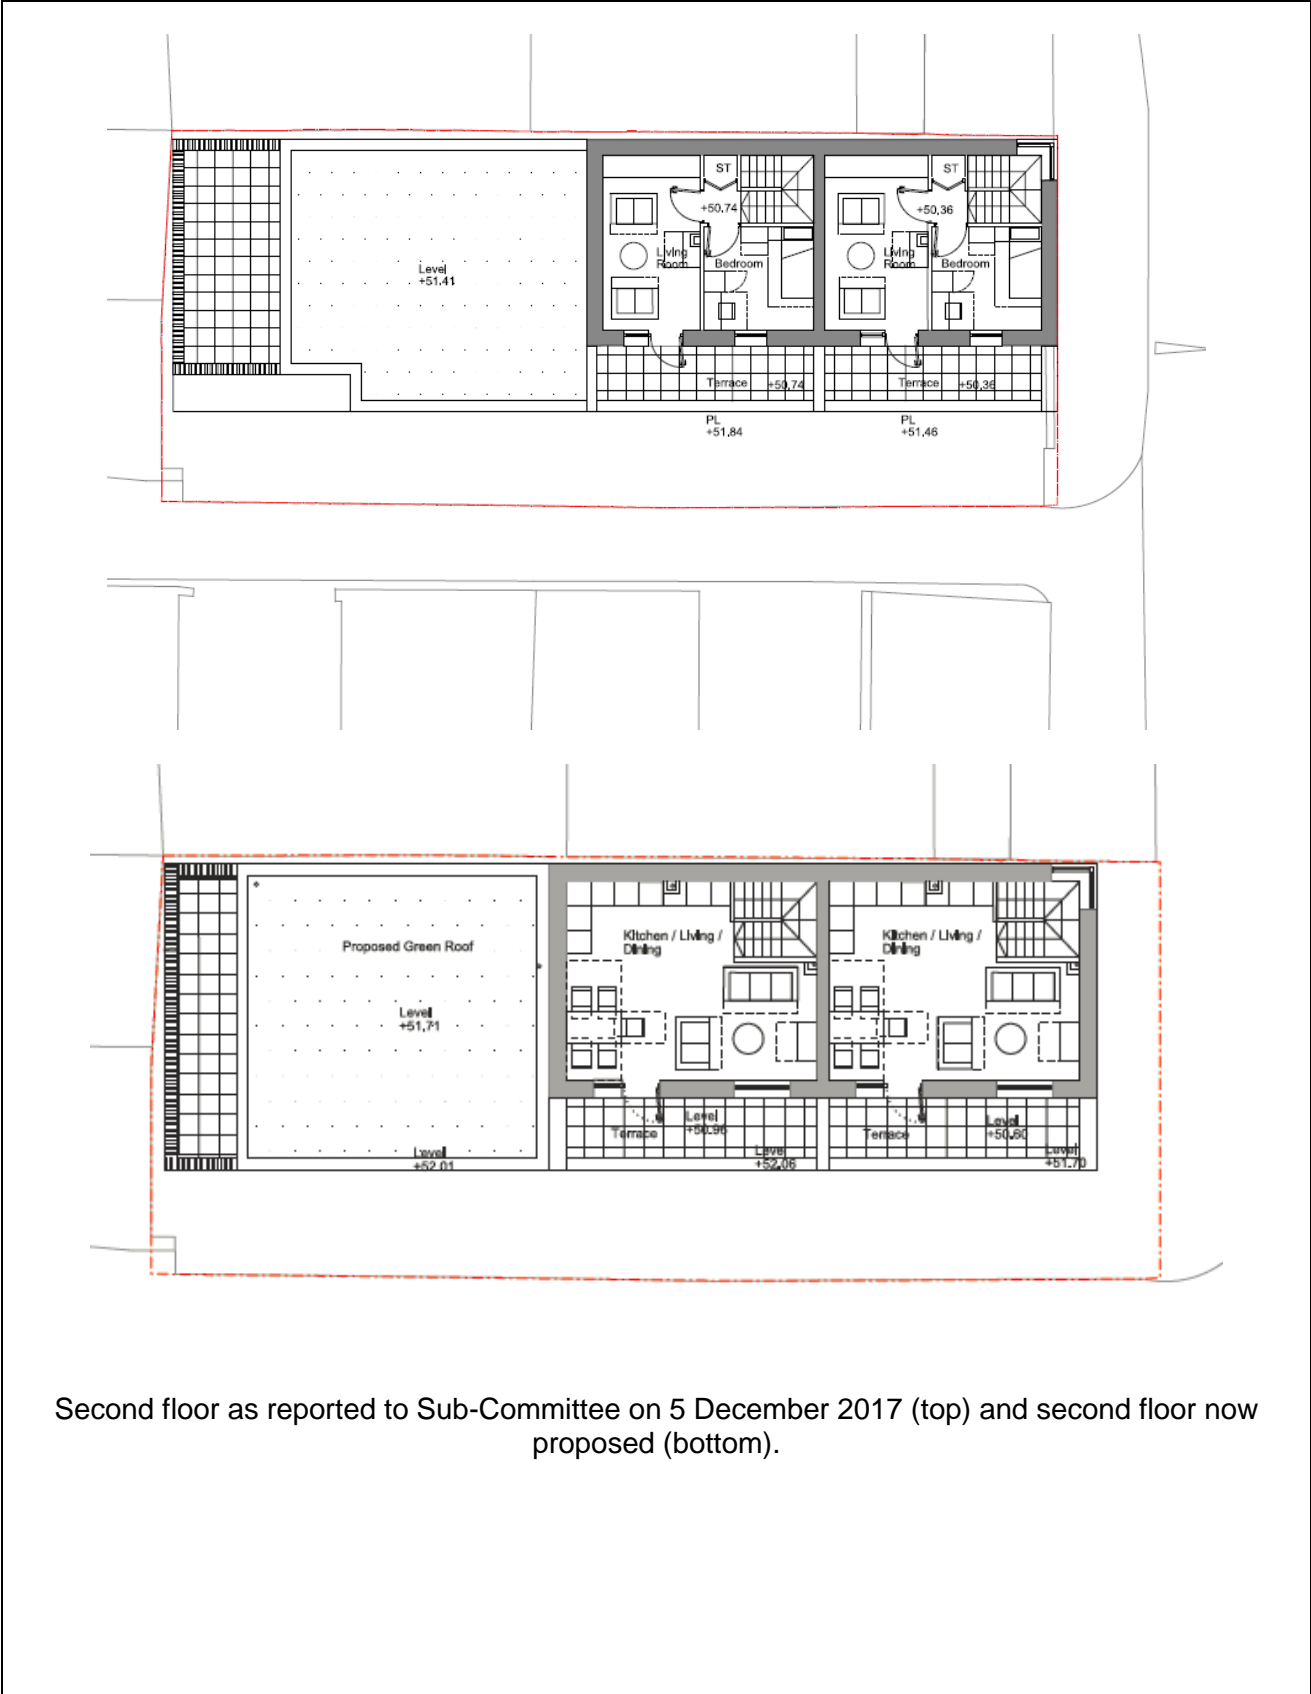 ST
ST
+50.74
+50.36
Living
Room
Bedroom
Living
Room
Bedroom
Level
+51.41
Terrace +50.74
Terrace +50.36
PL
+51.84
PL
+51.46
Kitchen / Living /
Dining
Kitchen / Living /
Dining
Proposed Green Roof
Level
+51.71
Level
+50.96
Terrace
Level
+50.60
Terrace
Level
+52.01
Level
+52.06
Level
+51.70
Second floor as reported to Sub-Committee on 5 December 2017 (top) and second floor now
proposed (bottom).